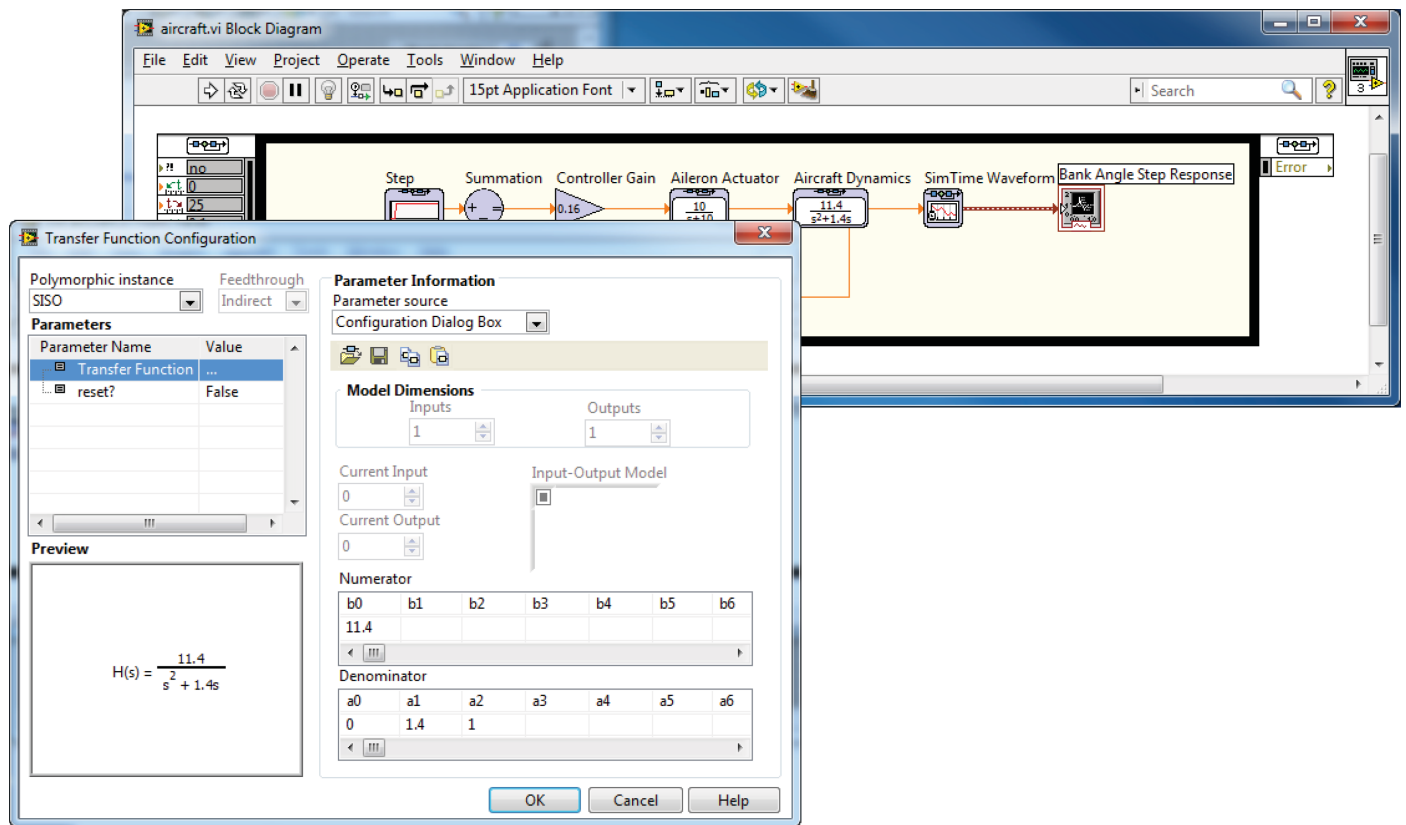 aircraft.vi Block Diagram
File Edit View Project Operate Tools Window Help
15pt Application Font
Search
3
no
0
25
Step
Summation
Controller Gain
Aileron Actuator
Aircraft Dynamics
SimTime Waveform
Bank Angle Step Response
Error
0.16
10
s+10
11.4
s²+1.4s
Transfer Function Configuration
Polymorphic instance
Feedthrough
SISO
Indirect
Parameters
Parameter Name Value
Transfer Function ...
reset? False
Preview
H(s) = 11.4
s² + 1.4s
Parameter Information
Parameter source
Configuration Dialog Box
Model Dimensions
Inputs Outputs
1 1
Current Input
0
Input-Output Model
Current Output
0
Numerator
b0 b1 b2 b3 b4 b5 b6
11.4
Denominator
a0 a1 a2 a3 a4 a5 a6
0 1.4 1
OK Cancel Help